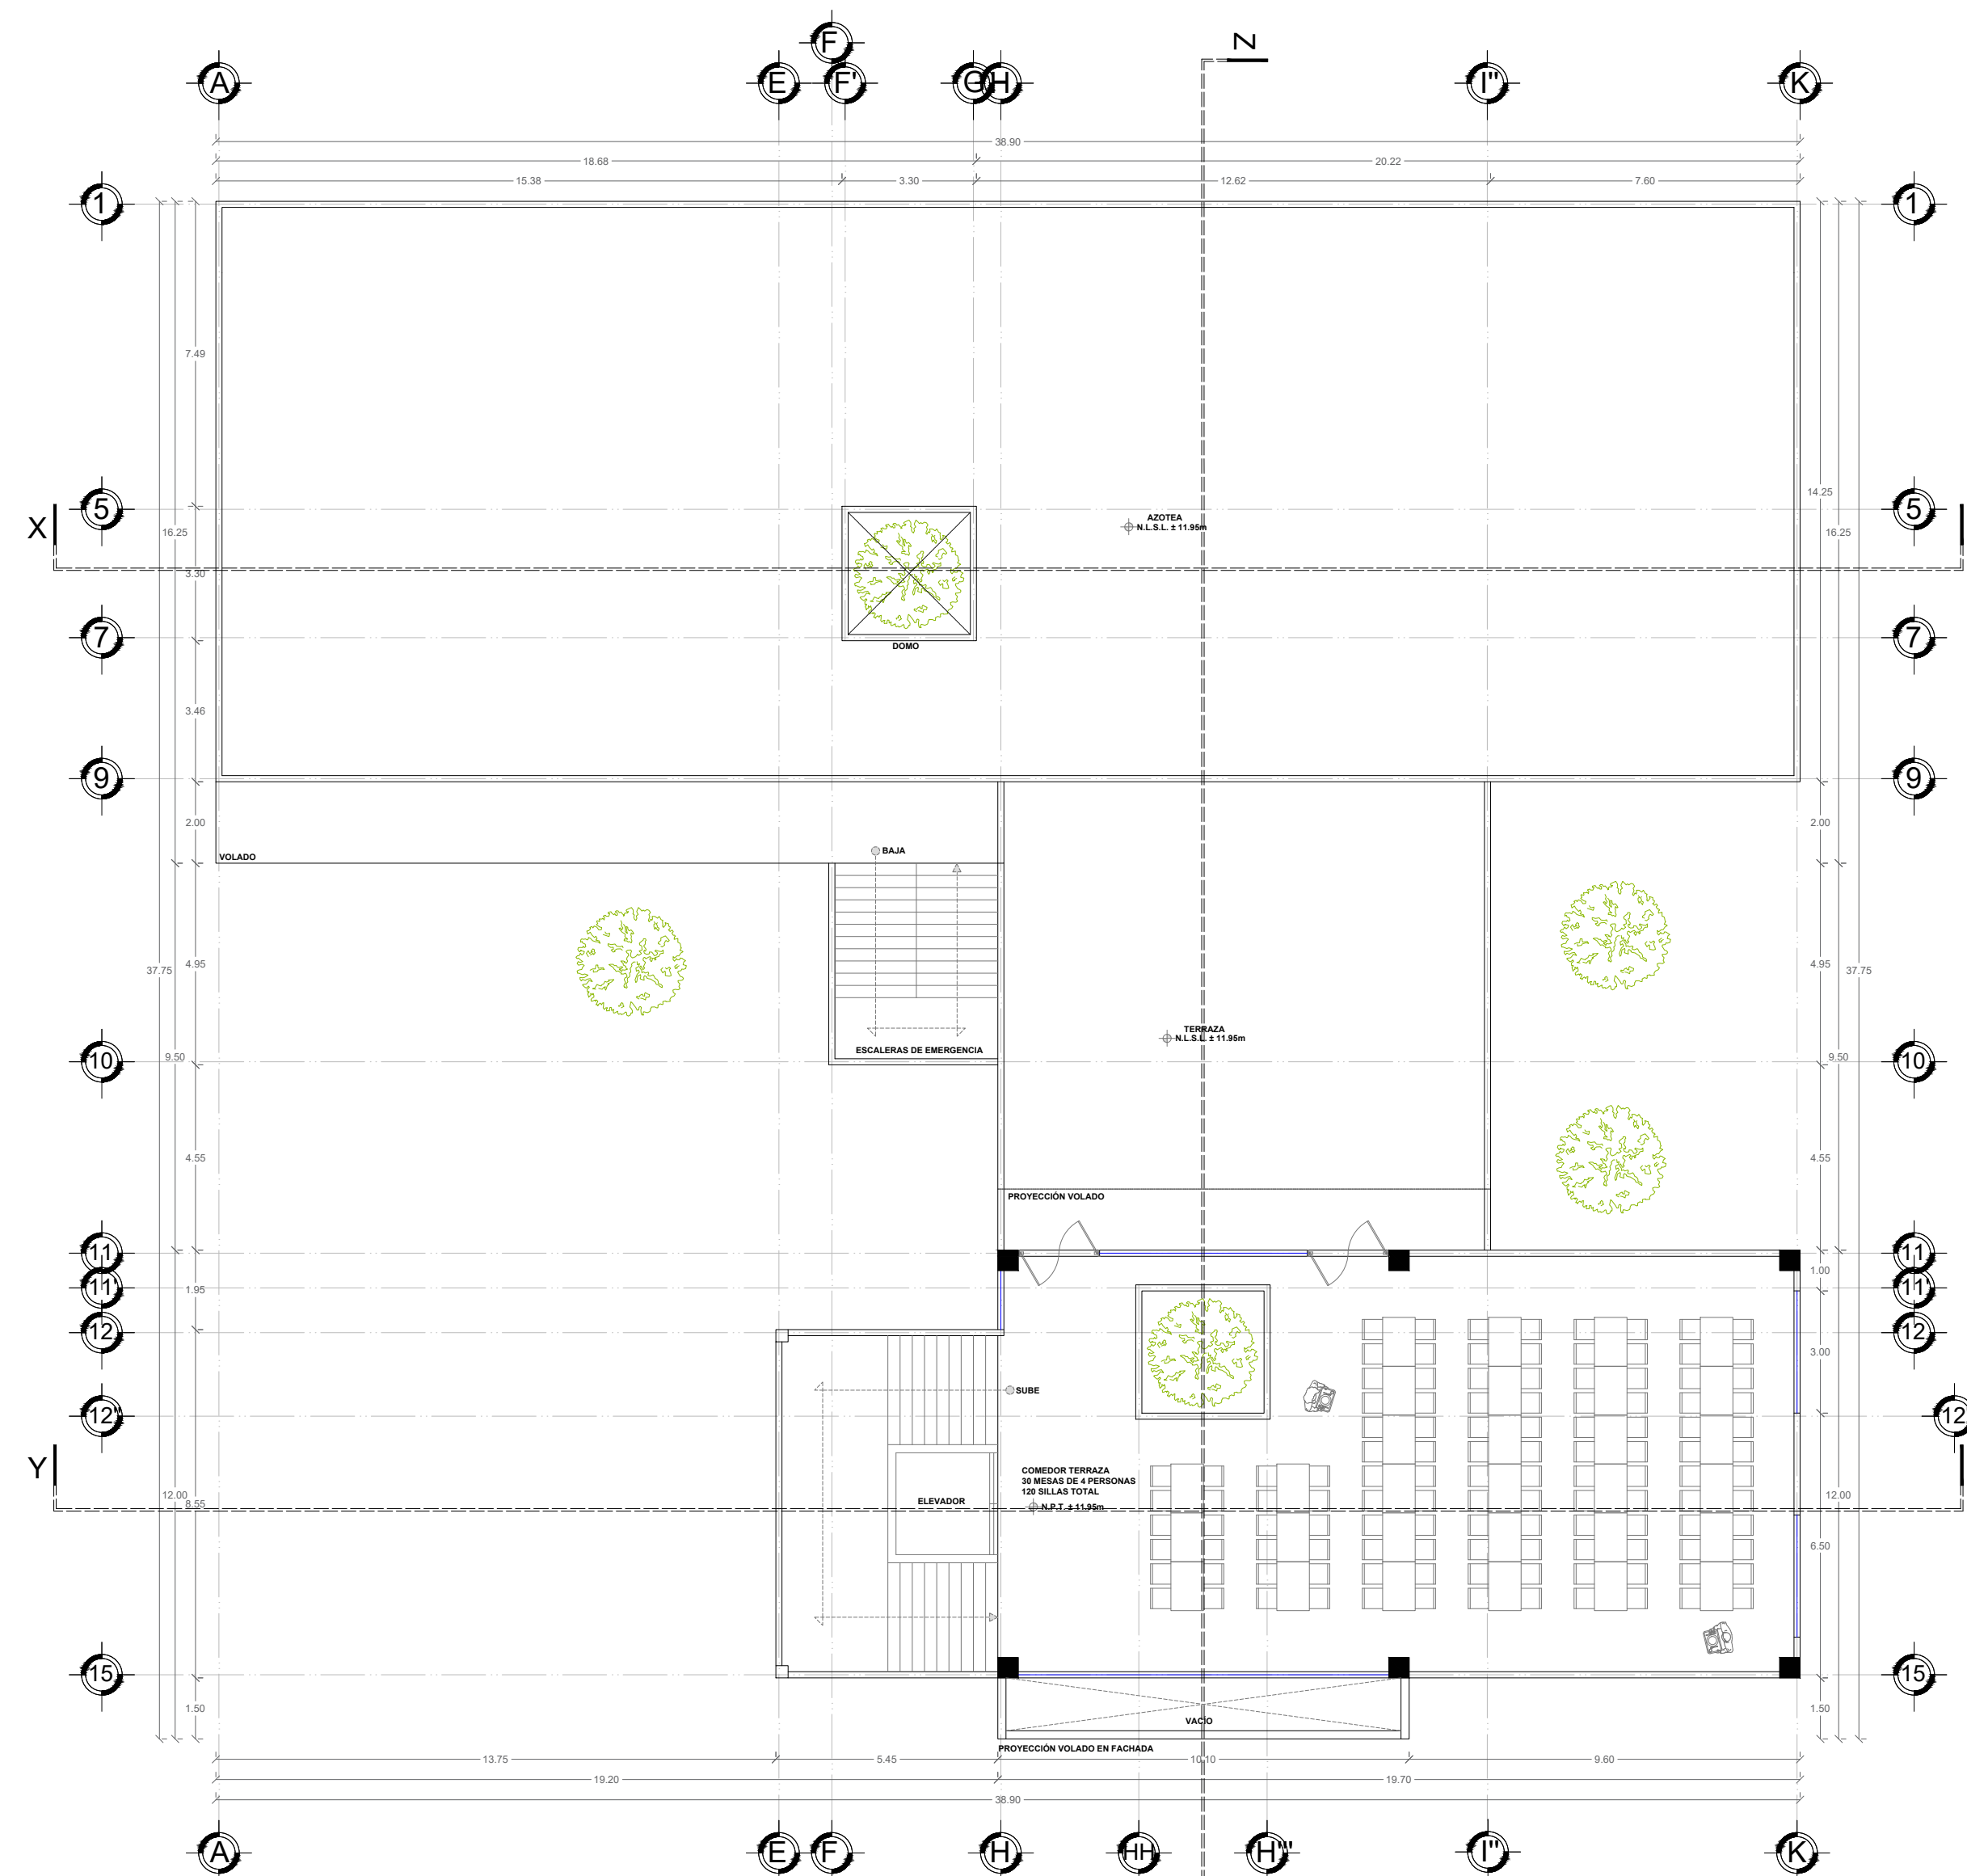 F
A E F' G H I" K
N
38.90
18.68 20.22
15.38 3.30 12.62 7.60
1 1
7.49
14.25
5 5
X
AZOTEA
N.L.S.L. ± 11.95m
16.25 16.25
3.30
7 7
DOMO
3.46
9 9
2.00 2.00
BAJA
VOLADO
4.95 4.95
37.75 37.75
TERRAZA
N.L.S.L. ± 11.95m
ESCALERAS DE EMERGENCIA
9.50 9.50
10 10
4.55 4.55
PROYECCIÓN VOLADO
11 11
1.00
11' 11'
1.95
12 12
3.00
SUBE
12" 12
Y
COMEDOR TERRAZA
30 MESAS DE 4 PERSONAS
120 SILLAS TOTAL
N.P.T. ± 11.95m
ELEVADOR
12.00 12.00
8.55
6.50
15 15
1.50 1.50
VACÍO
PROYECCIÓN VOLADO EN FACHADA
13.75 5.45 10.10 9.60
19.20 19.70
38.90
A E F H HH H''' I" K